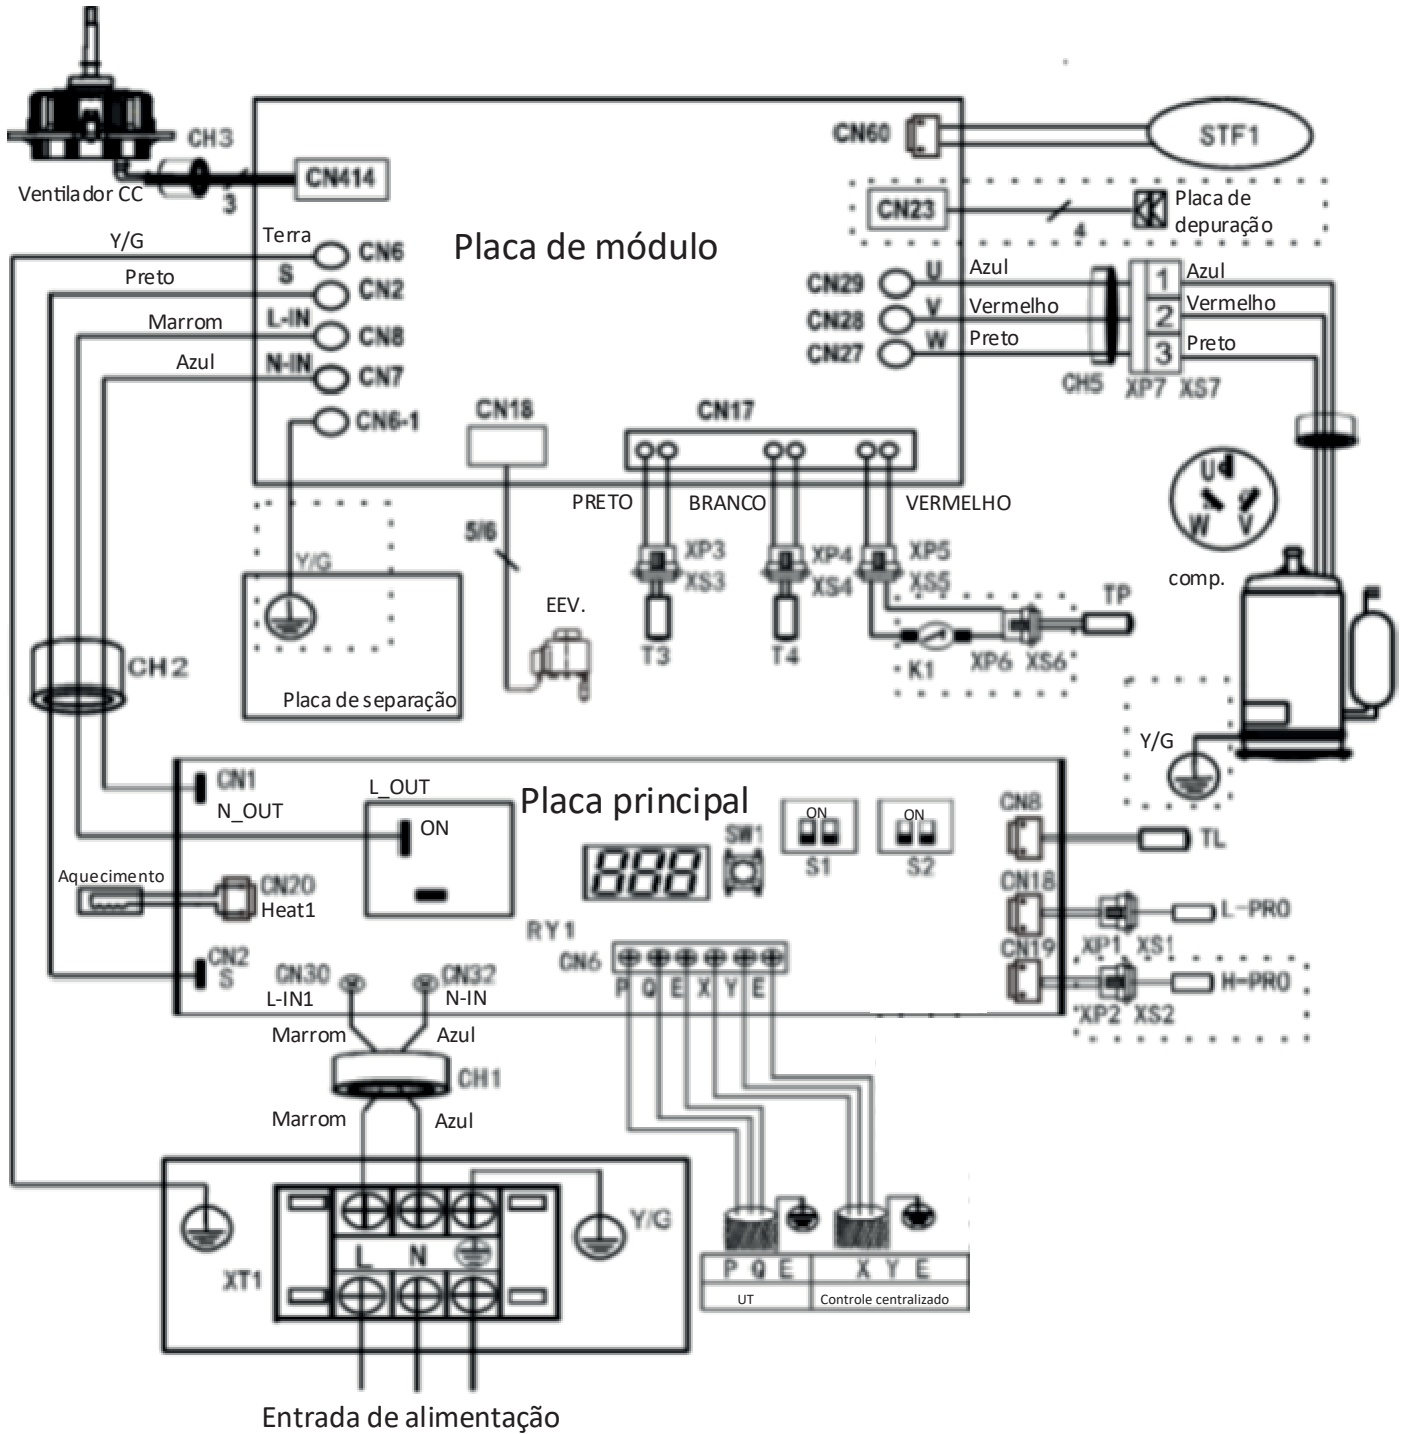 CH3
CN60
STF1
CN414
Ventilador CC
3
CN23
Placa de
depuração
4
Y/G
Terra
CN6
Placa de módulo
Preto
S
CN2
CN29
U
Azul
1
Azul
Marrom
L-IN
CN8
CN28
V
Vermelho
2
Vermelho
Azul
N-IN
CN7
CN27
W
Preto
3
Preto
CH5
XP7
XS7
CN6-1
CN18
CN17
U
W
V
PRETO
BRANCO
VERMELHO
5/6
XP3
XS3
XP4
XS4
XP5
XS5
Y/G
EEV.
comp.
TP
T3
T4
K1
XP6
XS6
CH2
Placa de separação
Y/G
CN1
N_OUT
L_OUT
ON
Placa principal
SW1
ON
S1
ON
S2
CN8
TL
888
Aquecimento
CN20
Heat1
CN18
L-PRO
XP1
XS1
RY1
CN2
S
CN30
L-IN1
CN32
N-IN
CN6
P Q E X Y E
CN19
H-PRO
XP2
XS2
Marrom
Azul
CH1
Marrom
Azul
Y/G
L
N
XT1
P Q E
X Y E
UT
Controle centralizado
Entrada de alimentação